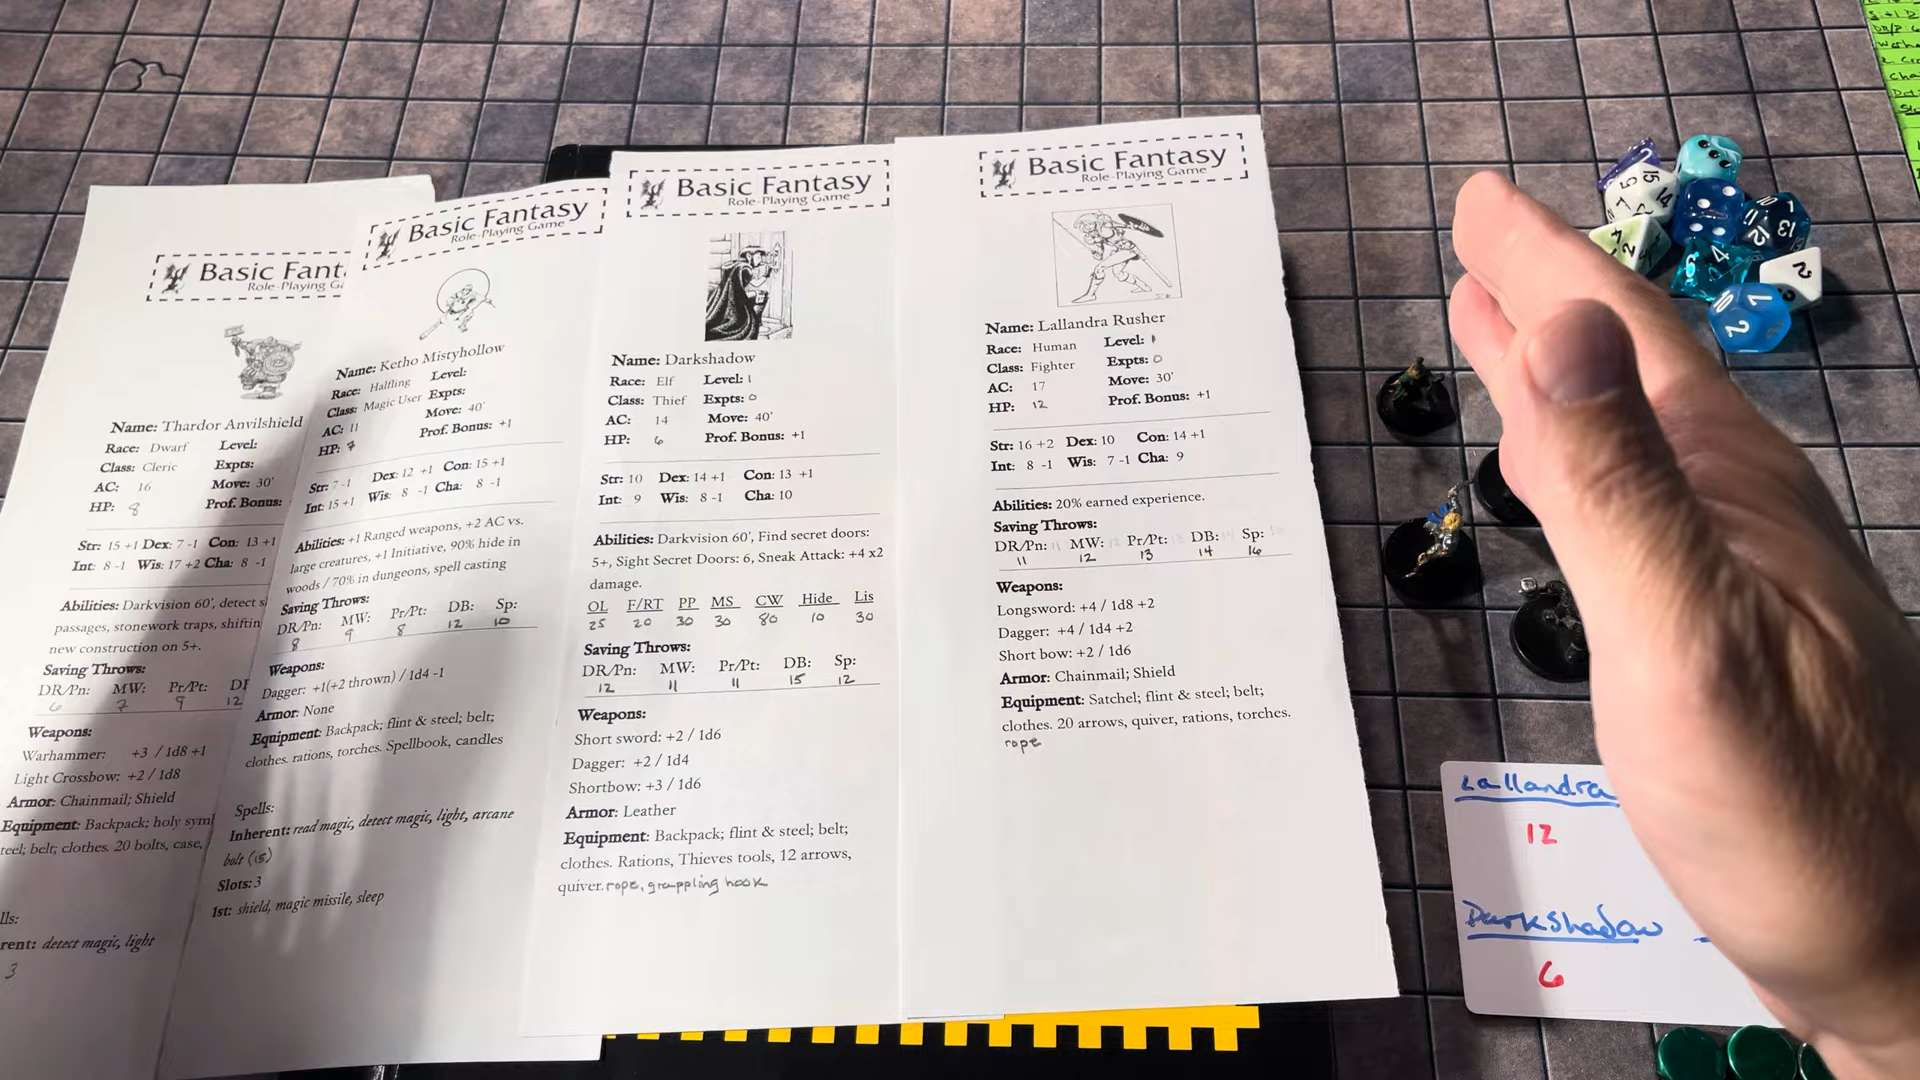 Basic Fant
Role-Playing Ga
Name: Thardor Anvilshield
Race: Dwarf Level:
Class: Cleric Expts:
AC: 16 Move: 30'
HP: 8 Prof. Bonus:
Str: 15 +1 Dex: 7 -1 Con: 13 +1
Int: 8 -1 Wis: 17 +2 Cha: 8 -1
Abilities: Darkvision 60', detect s
passages, stonework traps, shiftin
new construction on 5+.
Saving Throws:
DR/Pn: MW: Pr/Pt: DB
6 7 9 12
Weapons:
Warhammer: +3 / 1d8 +1
Light Crossbow: +2 / 1d8
Armor: Chainmail; Shield
Equipment: Backpack; holy syml
teel; belt; clothes. 20 bolts, case,
lls:
rent: detect magic, light
3
Basic Fantasy
Role-Playing Game
Name: Ketho Mistyhollow
Race: Halfling Level:
Class: Magic User Expts:
AC: 11 Move: 40'
HP: 7 Prof. Bonus: +1
Str: 7 -1 Dex: 12 +1 Con: 15 +1
Int: 15 +1 Wis: 8 -1 Cha: 8 -1
Abilities: +1 Ranged weapons, +2 AC vs.
large creatures, +1 Initiative, 90% hide in
woods / 70% in dungeons, spell casting
Saving Throws:
DR/Pn: MW: Pr/Pt: DB: Sp:
8 9 8 12 10
Weapons:
Dagger: +1(+2 thrown) / 1d4 -1
Armor: None
Equipment: Backpack; flint & steel; belt;
clothes. rations, torches. Spellbook, candles
Spells:
Inherent: read magic, detect magic, light, arcane
bolt (15)
Slots: 3
1st: shield, magic missile, sleep
Basic Fantasy
Role-Playing Game
Name: Darkshadow
Race: Elf Level: 1
Class: Thief Expts: 0
AC: 14 Move: 40'
HP: 6 Prof. Bonus: +1
Str: 10 Dex: 14 +1 Con: 13 +1
Int: 9 Wis: 8 -1 Cha: 10
Abilities: Darkvision 60', Find secret doors:
5+, Sight Secret Doors: 6, Sneak Attack: +4 x2
damage.
OL F/RT PP MS CW Hide Lis
25 20 30 30 80 10 30
Saving Throws:
DR/Pn: MW: Pr/Pt: DB: Sp:
12 11 11 15 12
Weapons:
Short sword: +2 / 1d6
Dagger: +2 / 1d4
Shortbow: +3 / 1d6
Armor: Leather
Equipment: Backpack; flint & steel; belt;
clothes. Rations, Thieves tools, 12 arrows,
quiver. rope, grappling hook
Basic Fantasy
Role-Playing Game
Name: Lallandra Rusher
Race: Human Level: 1
Class: Fighter Expts: 0
AC: 17 Move: 30'
HP: 12 Prof. Bonus: +1
Str: 16 +2 Dex: 10 Con: 14 +1
Int: 8 -1 Wis: 7 -1 Cha: 9
Abilities: 20% earned experience.
Saving Throws:
DR/Pn: MW: Pr/Pt: DB: Sp:
11 12 13 14 16
Weapons:
Longsword: +4 / 1d8 +2
Dagger: +4 / 1d4 +2
Short bow: +2 / 1d6
Armor: Chainmail; Shield
Equipment: Satchel; flint & steel; belt;
clothes. 20 arrows, quiver, rations, torches.
rope
Lallandra
12
DarkShadow
6